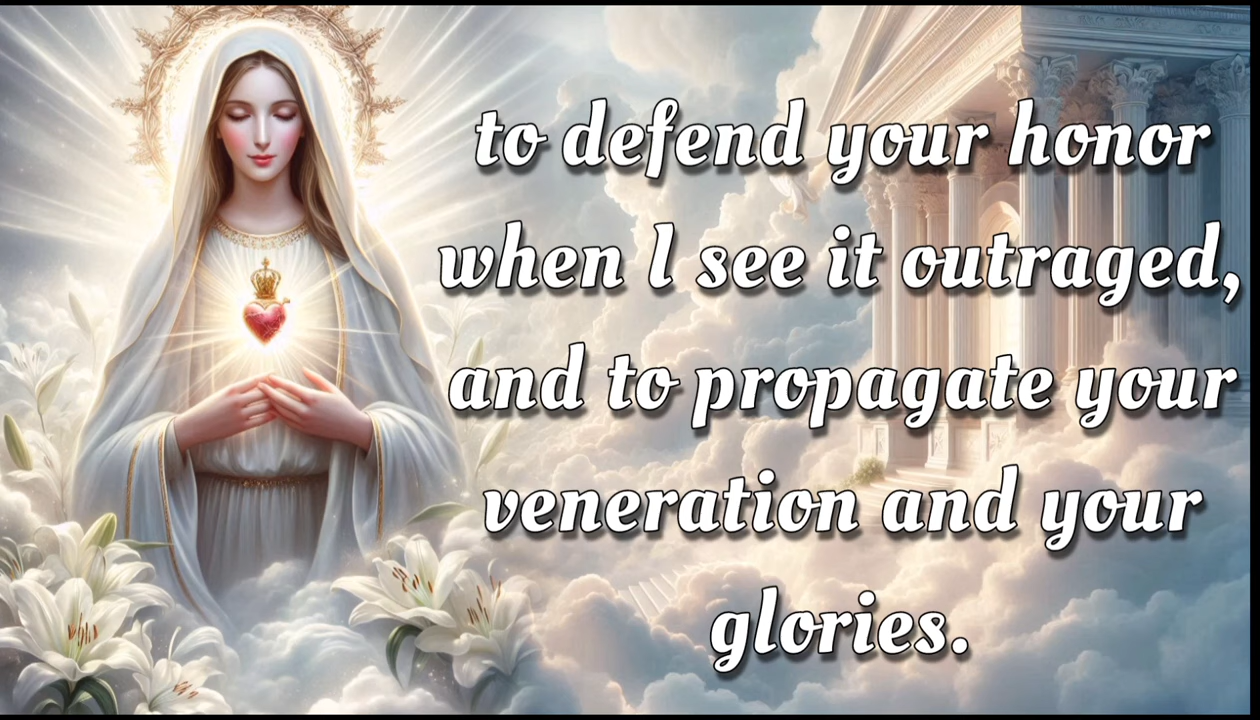 to defend your honor
when I see it outraged,
and to propagate your
veneration and your
glories.